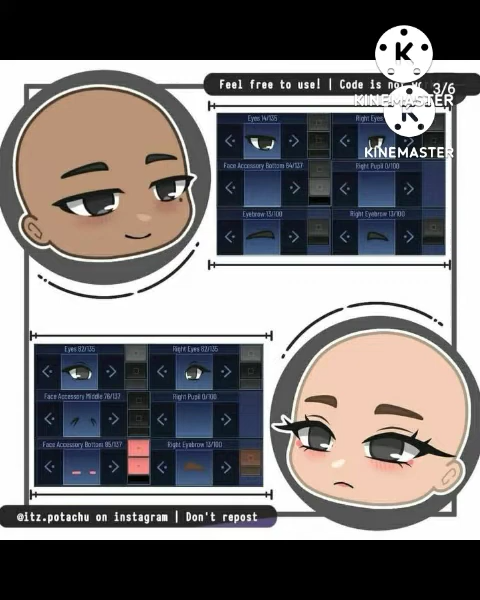 Feel free to use! | Code is
3/6
KINEMASTER
KINEMASTER
Eyes 14/135
Right Eyes
Face Accessory Bottom 94/137
Right Pupil 0/100
Eyebrow 13/100
Right Eyebrow 13/100
Eyes 82/135
Right Eyes 82/135
Face Accessory Middle 78/137
Right Pupil 0/100
Face Accessory Bottom 85/137
Right Eyebrow 13/100
@itz.potachu on instagram | Don't repost